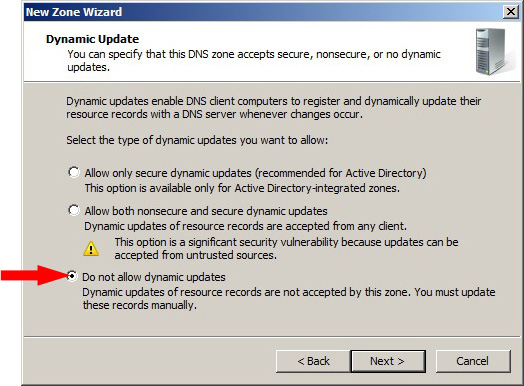 New Zone Wizard
Dynamic Update
You can specify that this DNS zone accepts secure, nonsecure, or no dynamic
updates.
Dynamic updates enable DNS client computers to register and dynamically update their
resource records with a DNS server whenever changes occur.
Select the type of dynamic updates you want to allow:
Allow only secure dynamic updates (recommended for Active Directory)
This option is available only for Active Directory-integrated zones.
Allow both nonsecure and secure dynamic updates
Dynamic updates of resource records are accepted from any client.
This option is a significant security vulnerability because updates can be
accepted from untrusted sources.
Do not allow dynamic updates
Dynamic updates of resource records are not accepted by this zone. You must update
these records manually.
< Back Next > Cancel